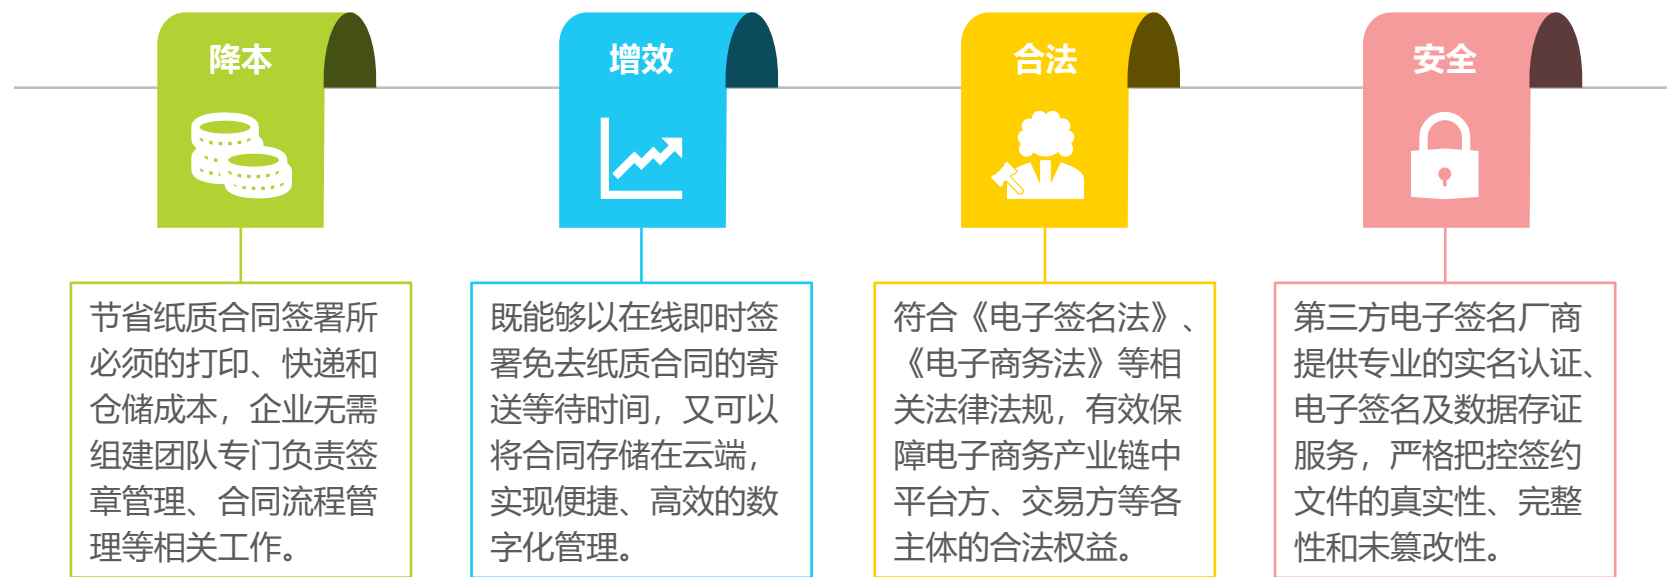 降本
节省纸质合同签署所
必须的打印、快递和
仓储成本，企业无需
组建团队专门负责签
章管理、合同流程管
理等相关工作。
增效
既能够以在线即时签
署免去纸质合同的寄
送等待时间，又可以
将合同存储在云端，
实现便捷、高效的数
字化管理。
合法
符合《电子签名法》、
《电子商务法》等相
关法律法规，有效保
障电子商务产业链中
平台方、交易方等各
主体的合法权益。
安全
第三方电子签名厂商
提供专业的实名认证、
电子签名及数据存证
服务，严格把控签约
文件的真实性、完整
性和未篡改性。